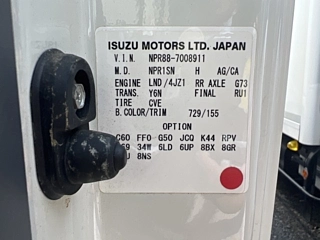 ISUZU MOTORS LTD. JAPAN
V.I.N. NPR88-7008911
M.D. NPR1SN H AG/CA
ENGINE LND/4JZ1 RR AXLE G73
TRANS. Y6N FINAL RU1
TIRE CVE
B.COLOR/TRIM 729/155
OPTION
C60 FF0 G50 JCQ K44 RPV
34W 6LD 6UP 8BX 8GR
8NS